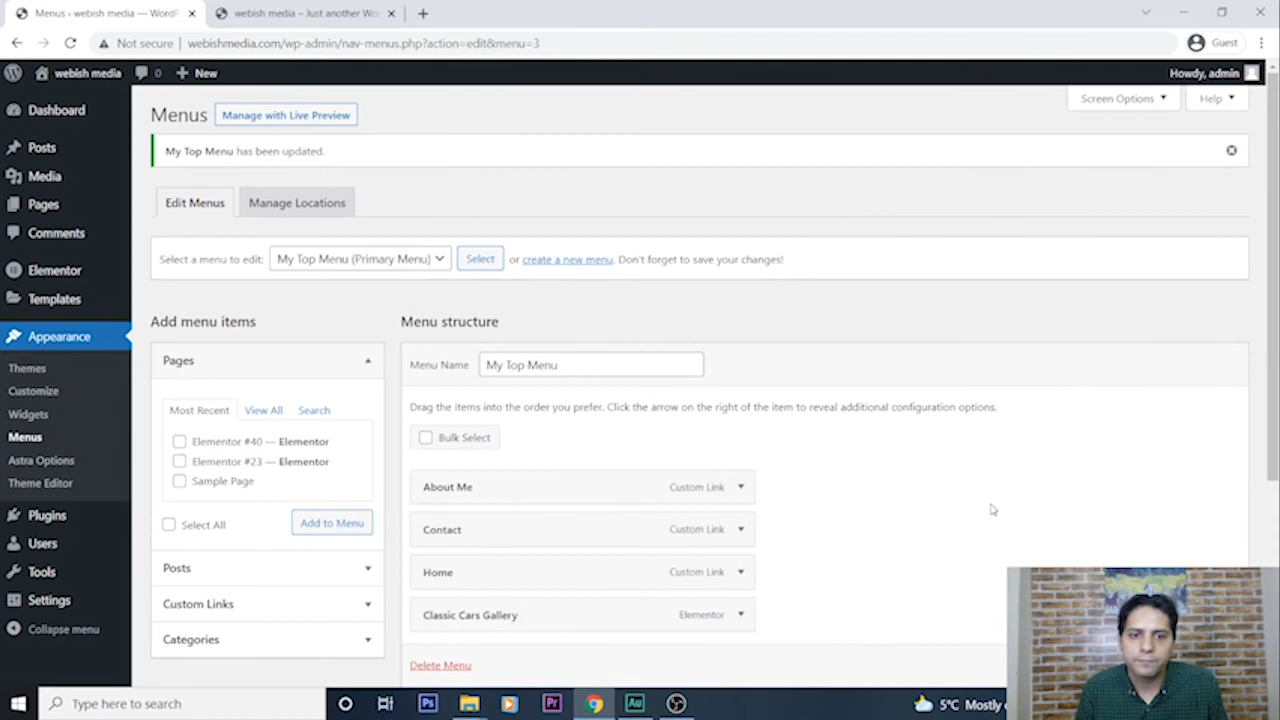 Menus ‹ webish media — WordP
webish media – Just another Wo
Not secure
webishmedia.com/wp-admin/nav-menus.php?action=edit&menu=3
Guest
webish media
0
New
Howdy, admin
Dashboard
Posts
Media
Pages
Comments
Elementor
Templates
Appearance
Themes
Customize
Widgets
Menus
Astra Options
Theme Editor
Plugins
Users
Tools
Settings
Collapse menu
Menus
Manage with Live Preview
Screen Options
Help
My Top Menu has been updated.
Edit Menus
Manage Locations
Select a menu to edit:
My Top Menu (Primary Menu)
Select
or create a new menu. Don't forget to save your changes!
Add menu items
Pages
Most Recent
View All
Search
Elementor #40 — Elementor
Elementor #23 — Elementor
Sample Page
Select All
Add to Menu
Posts
Custom Links
Categories
Menu structure
Menu Name
My Top Menu
Drag the items into the order you prefer. Click the arrow on the right of the item to reveal additional configuration options.
Bulk Select
About Me
Custom Link
Contact
Custom Link
Home
Custom Link
Classic Cars Gallery
Elementor
Delete Menu
Type here to search
Ps
Pr
Au
5°C Mostly